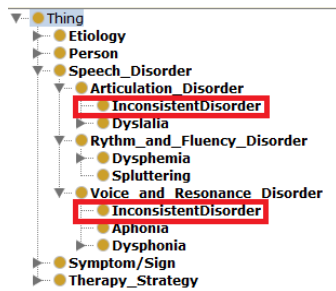 Thing
Etiology
Person
Speech_Disorder
Articulation_Disorder
InconsistentDisorder
Dyslalia
Rythm_and_Fluency_Disorder
Dysphemia
Spluttering
Voice_and_Resonance_Disorder
InconsistentDisorder
Aphonia
Dysphonia
Symptom/Sign
Therapy_Strategy